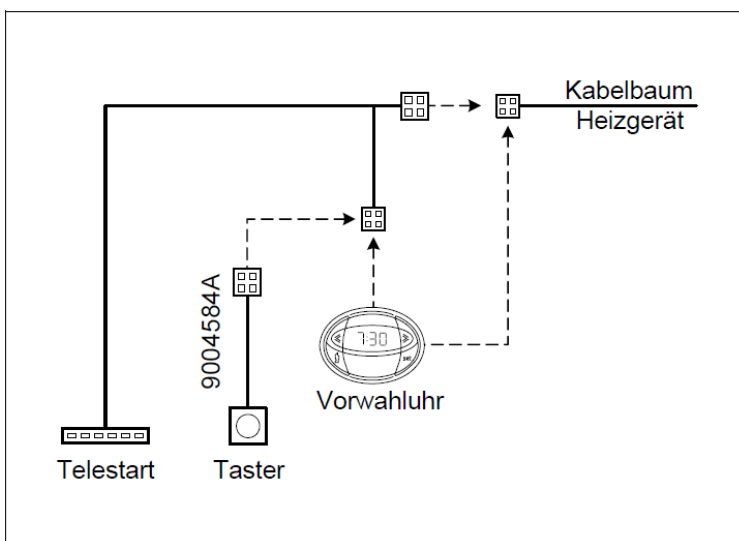 Kabelbaum
Heizgerät
9004584A
7:30
Vorwahluhr
Telestart
Taster